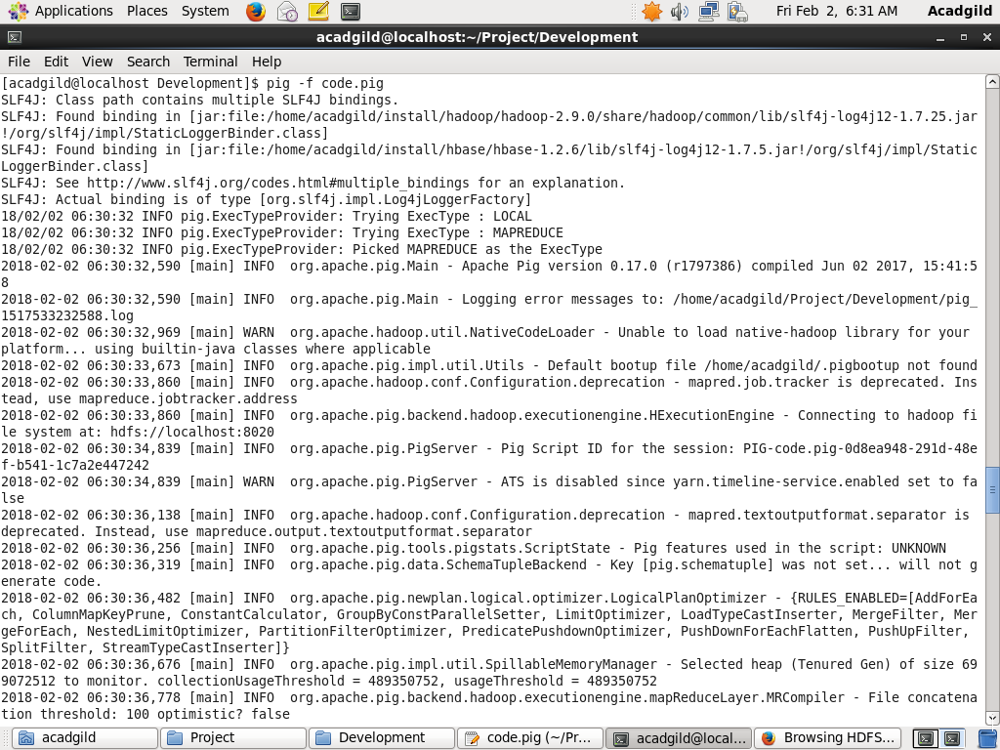 Applications Places System Fri Feb 2, 6:31 AM Acadgild
acadgild@localhost:~/Project/Development
File Edit View Search Terminal Help
[acadgild@localhost Development]$ pig -f code.pig
SLF4J: Class path contains multiple SLF4J bindings.
SLF4J: Found binding in [jar:file:/home/acadgild/install/hadoop/hadoop-2.9.0/share/hadoop/common/lib/slf4j-log4j12-1.7.25.jar
!/org/slf4j/impl/StaticLoggerBinder.class]
SLF4J: Found binding in [jar:file:/home/acadgild/install/hbase/hbase-1.2.6/lib/slf4j-log4j12-1.7.5.jar!/org/slf4j/impl/Static
LoggerBinder.class]
SLF4J: See http://www.slf4j.org/codes.html#multiple_bindings for an explanation.
SLF4J: Actual binding is of type [org.slf4j.impl.Log4jLoggerFactory]
18/02/02 06:30:32 INFO pig.ExecTypeProvider: Trying ExecType : LOCAL
18/02/02 06:30:32 INFO pig.ExecTypeProvider: Trying ExecType : MAPREDUCE
18/02/02 06:30:32 INFO pig.ExecTypeProvider: Picked MAPREDUCE as the ExecType
2018-02-02 06:30:32,590 [main] INFO  org.apache.pig.Main - Apache Pig version 0.17.0 (r1797386) compiled Jun 02 2017, 15:41:5
8
2018-02-02 06:30:32,590 [main] INFO  org.apache.pig.Main - Logging error messages to: /home/acadgild/Project/Development/pig_
1517533232588.log
2018-02-02 06:30:32,969 [main] WARN  org.apache.hadoop.util.NativeCodeLoader - Unable to load native-hadoop library for your
platform... using builtin-java classes where applicable
2018-02-02 06:30:33,673 [main] INFO  org.apache.pig.impl.util.Utils - Default bootup file /home/acadgild/.pigbootup not found
2018-02-02 06:30:33,860 [main] INFO  org.apache.hadoop.conf.Configuration.deprecation - mapred.job.tracker is deprecated. Ins
tead, use mapreduce.jobtracker.address
2018-02-02 06:30:33,860 [main] INFO  org.apache.pig.backend.hadoop.executionengine.HExecutionEngine - Connecting to hadoop fi
le system at: hdfs://localhost:8020
2018-02-02 06:30:34,839 [main] INFO  org.apache.pig.PigServer - Pig Script ID for the session: PIG-code.pig-0d8ea948-291d-48e
f-b541-1c7a2e447242
2018-02-02 06:30:34,839 [main] WARN  org.apache.pig.PigServer - ATS is disabled since yarn.timeline-service.enabled set to fa
lse
2018-02-02 06:30:36,138 [main] INFO  org.apache.hadoop.conf.Configuration.deprecation - mapred.textoutputformat.separator is
deprecated. Instead, use mapreduce.output.textoutputformat.separator
2018-02-02 06:30:36,256 [main] INFO  org.apache.pig.tools.pigstats.ScriptState - Pig features used in the script: UNKNOWN
2018-02-02 06:30:36,319 [main] INFO  org.apache.pig.data.SchemaTupleBackend - Key [pig.schematuple] was not set... will not g
enerate code.
2018-02-02 06:30:36,482 [main] INFO  org.apache.pig.newplan.logical.optimizer.LogicalPlanOptimizer - {RULES_ENABLED=[AddForEa
ch, ColumnMapKeyPrune, ConstantCalculator, GroupByConstParallelSetter, LimitOptimizer, LoadTypeCastInserter, MergeFilter, Mer
geForEach, NestedLimitOptimizer, PartitionFilterOptimizer, PredicatePushdownOptimizer, PushDownForEachFlatten, PushUpFilter,
SplitFilter, StreamTypeCastInserter]}
2018-02-02 06:30:36,676 [main] INFO  org.apache.pig.impl.util.SpillableMemoryManager - Selected heap (Tenured Gen) of size 69
9072512 to monitor. collectionUsageThreshold = 489350752, usageThreshold = 489350752
2018-02-02 06:30:36,778 [main] INFO  org.apache.pig.backend.hadoop.executionengine.mapReduceLayer.MRCompiler - File concatena
tion threshold: 100 optimistic? false
acadgild Project Development code.pig (~/Pr... acadgild@local... Browsing HDFS...